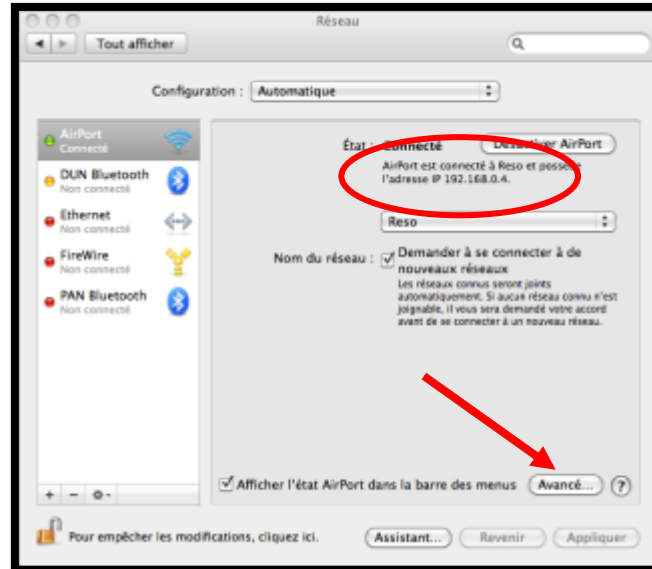 Réseau
Tout afficher
Configuration : Automatique
AirPort
Connecté
DUN Bluetooth
Non connecté
Ethernet
Non connecté
FireWire
Non connecté
PAN Bluetooth
Non connecté
État : Connecté Désactiver AirPort
AirPort est connecté à Reso et possède
l'adresse IP 192.168.0.4.
Reso
Nom du réseau :
Demander à se connecter à de
nouveaux réseaux
Les réseaux connus seront joints
automatiquement. Si aucun réseau connu n'est
joignable, il vous sera demandé votre accord
avant de se connecter à un nouveau réseau.
Afficher l'état AirPort dans la barre des menus Avancé... ?
+ -
Pour empêcher les modifications, cliquez ici. Assistant... Revenir Appliquer